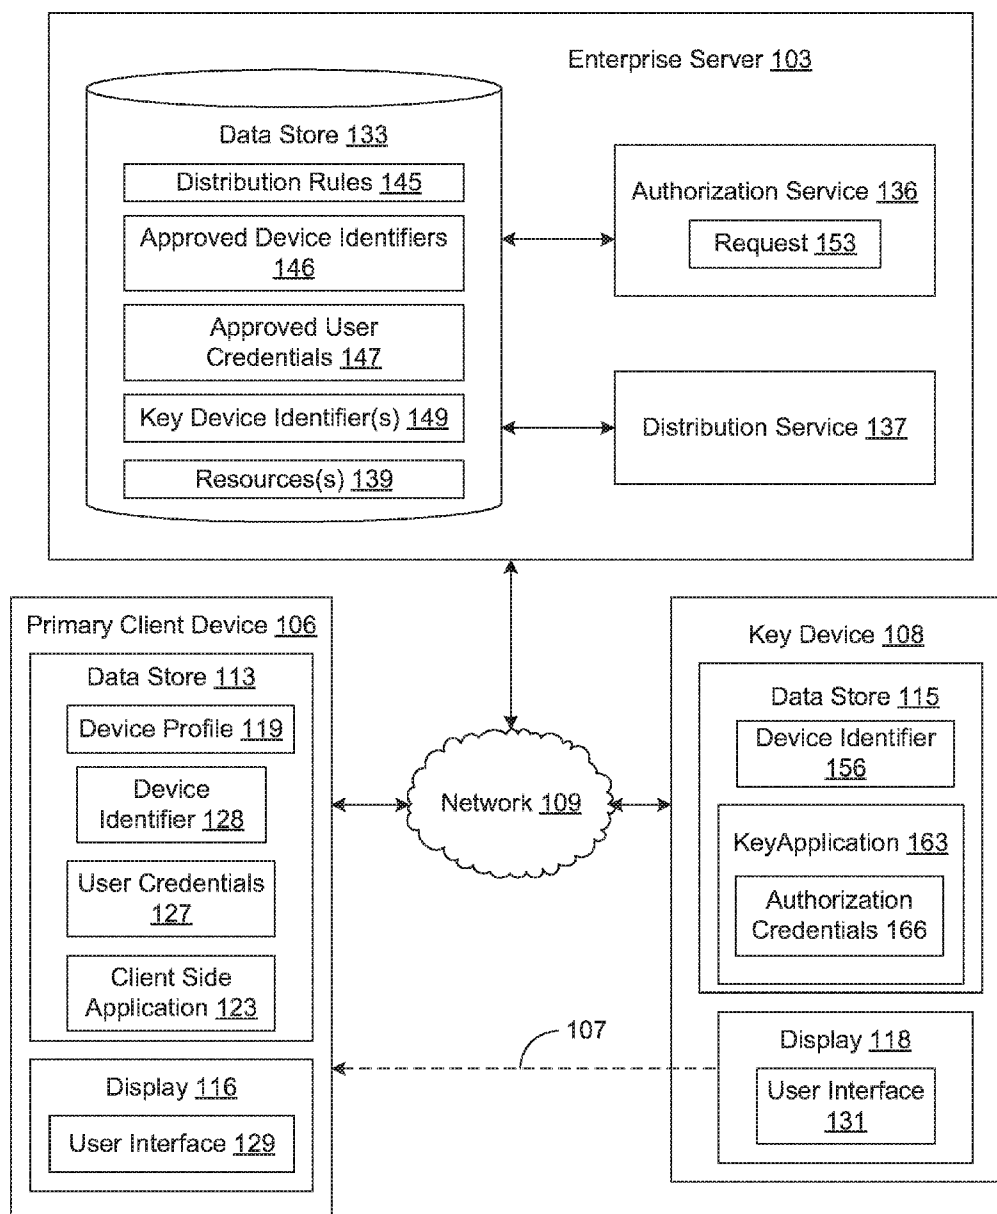 Enterprise Server 103
Data Store 133
Distribution Rules 145
Approved Device Identifiers
146
Approved User
Credentials 147
Key Device Identifier(s) 149
Resources(s) 139
Authorization Service 136
Request 153
Distribution Service 137
Primary Client Device 106
Data Store 113
Device Profile 119
Device
Identifier 128
User Credentials
127
Client Side
Application 123
Display 116
User Interface 129
Network 109
107
Key Device 108
Data Store 115
Device Identifier
156
KeyApplication 163
Authorization
Credentials 166
Display 118
User Interface
131